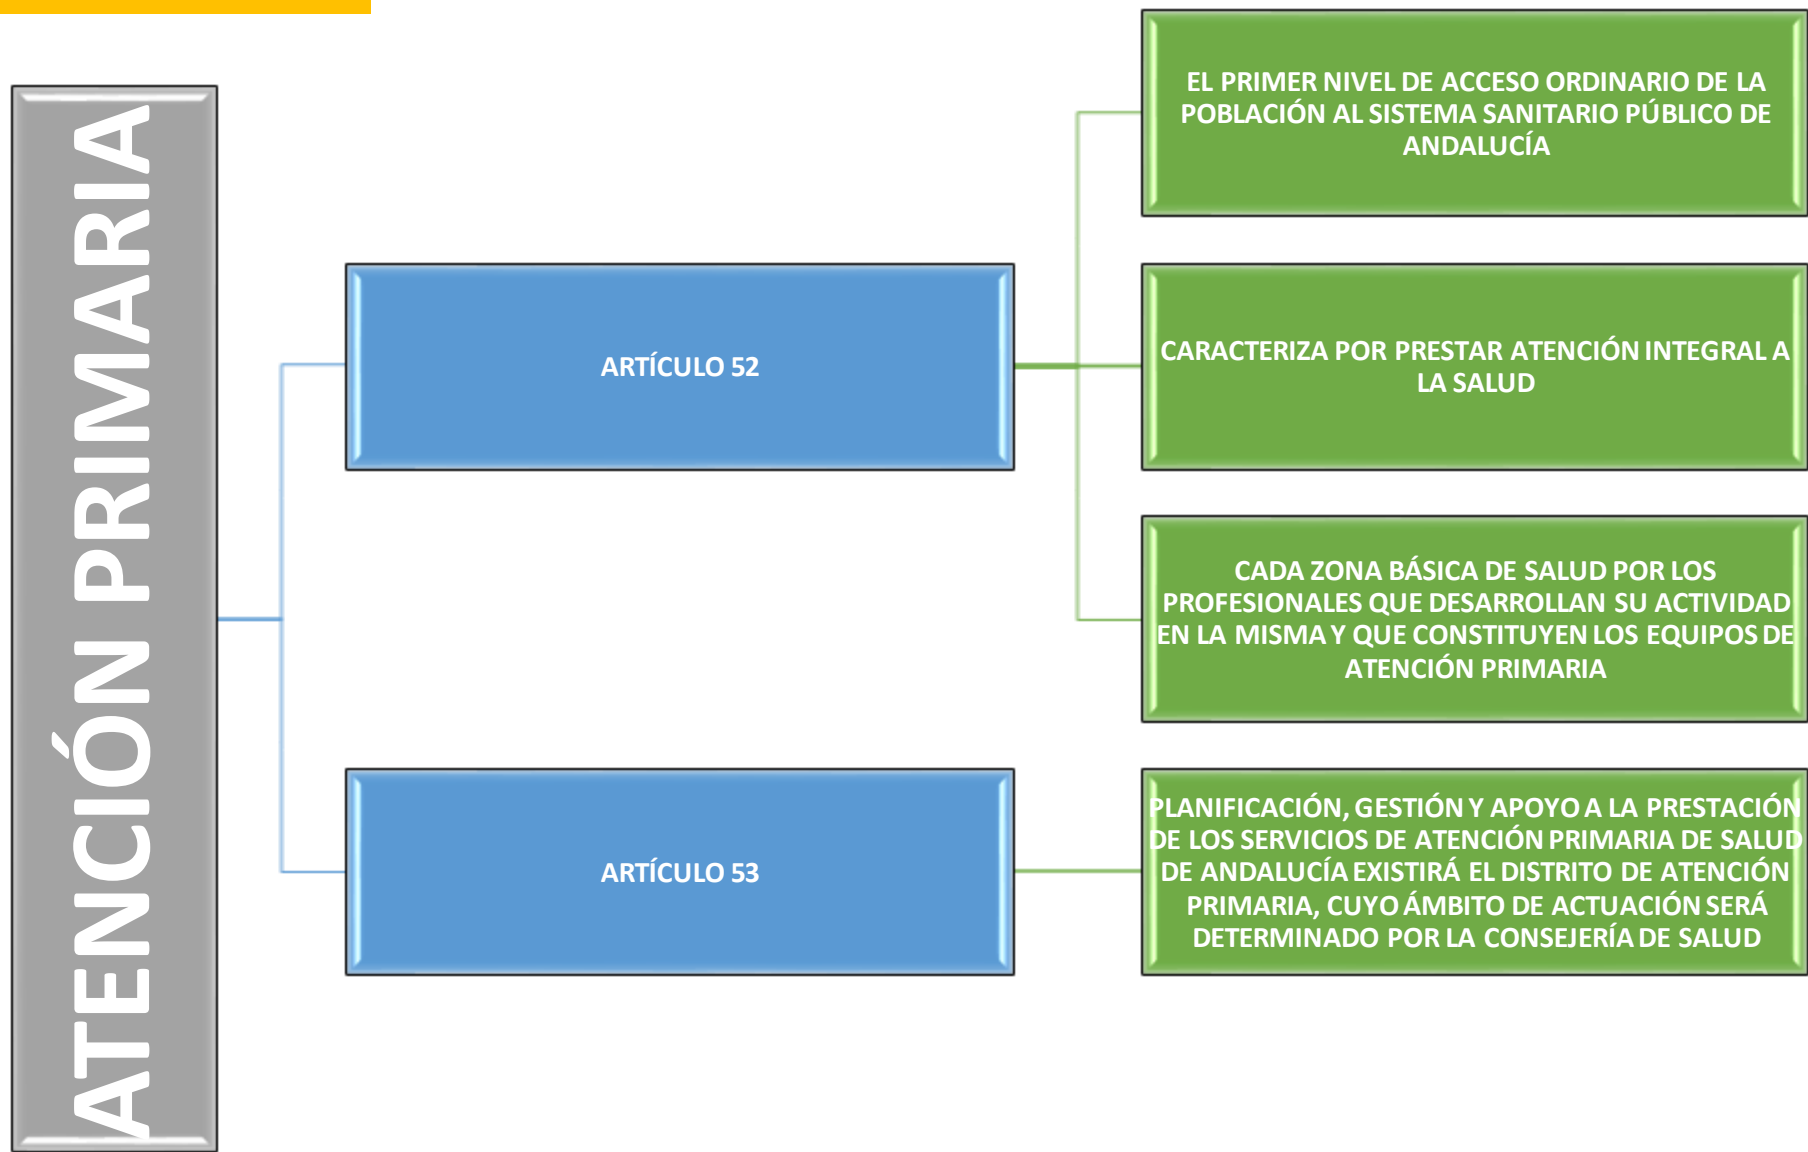 ATENCIÓN PRIMARIA
ARTÍCULO 52
EL PRIMER NIVEL DE ACCESO ORDINARIO DE LA
POBLACIÓN AL SISTEMA SANITARIO PÚBLICO DE
ANDALUCÍA
CARACTERIZA POR PRESTAR ATENCIÓN INTEGRAL A
LA SALUD
CADA ZONA BÁSICA DE SALUD POR LOS
PROFESIONALES QUE DESARROLLAN SU ACTIVIDAD
EN LA MISMA Y QUE CONSTITUYEN LOS EQUIPOS DE
ATENCIÓN PRIMARIA
ARTÍCULO 53
PLANIFICACIÓN, GESTIÓN Y APOYO A LA PRESTACIÓN
DE LOS SERVICIOS DE ATENCIÓN PRIMARIA DE SALUD
DE ANDALUCÍA EXISTIRÁ EL DISTRITO DE ATENCIÓN
PRIMARIA, CUYO ÁMBITO DE ACTUACIÓN SERÁ
DETERMINADO POR LA CONSEJERÍA DE SALUD